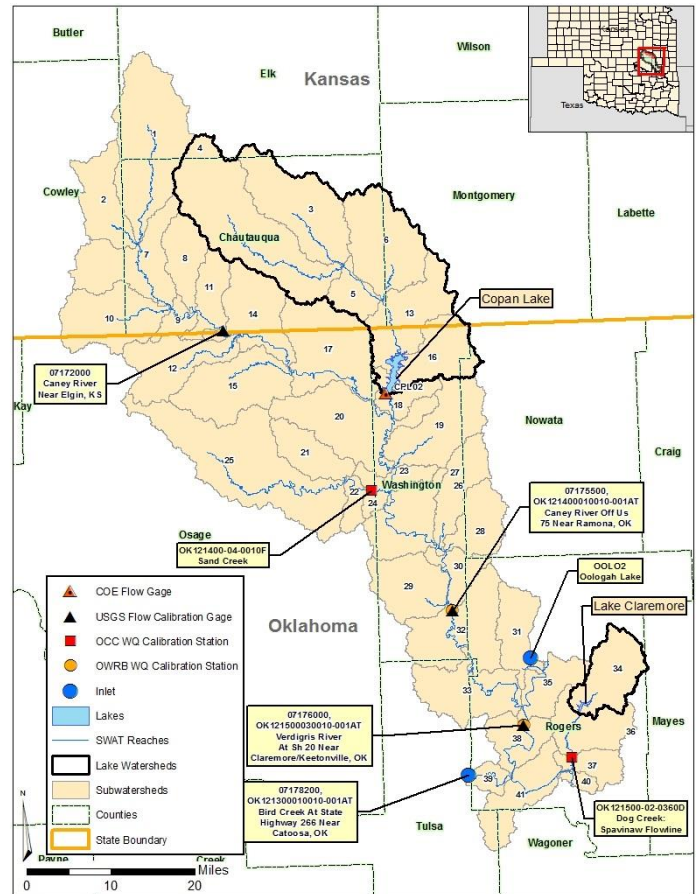 Butler
Wilson
Elk
Kansas
Kansas
Texas
Cowley
Montgomery
Labette
Chautauqua
1
2
3
4
5
6
7
8
9
10
11
12
13
14
15
16
17
18
19
20
21
22
23
24
25
26
27
28
29
30
31
32
33
34
35
36
37
38
39
40
41
Copan Lake
CPL02
07172000
Caney River
Near Elgin, KS
Kay
Nowata
Craig
Washington
Osage
OK121400-04-0010F
Sand Creek
07175500,
OK121400010010-001AT
Caney River Off Us
75 Near Ramona, OK
OOLO2
Oologah Lake
Lake Claremore
Oklahoma
Rogers
Mayes
07176000,
OK121500030010-001AT
Verdigris River
At Sh 20 Near
Claremore/Keetonville, OK
07178200,
OK121300010010-001AT
Bird Creek At State
Highway 266 Near
Catoosa, OK
OK121500-02-0360D
Dog Creek:
Spavinaw Flowline
Tulsa
Wagoner
Payne
Creek
COE Flow Gage
USGS Flow Calibration Gage
OCC WQ Calibration Station
OWRB WQ Calibration Station
Inlet
Lakes
SWAT Reaches
Lake Watersheds
Subwatersheds
Counties
State Boundary
N
Miles
0 5 10 20